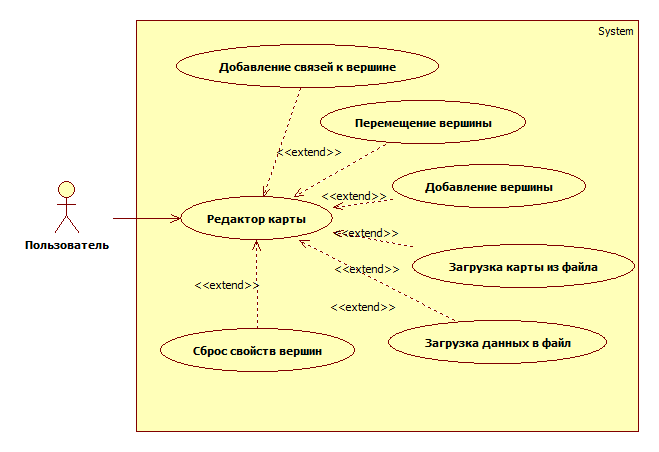 System
Добавление связей к вершине
Перемещение вершины
<<extend>>
Добавление вершины
<<extend>>
Редактор карты
Пользователь
<<extend>>
Загрузка карты из файла
<<extend>>
<<extend>>
<<extend>>
Загрузка данных в файл
Сброс свойств вершин